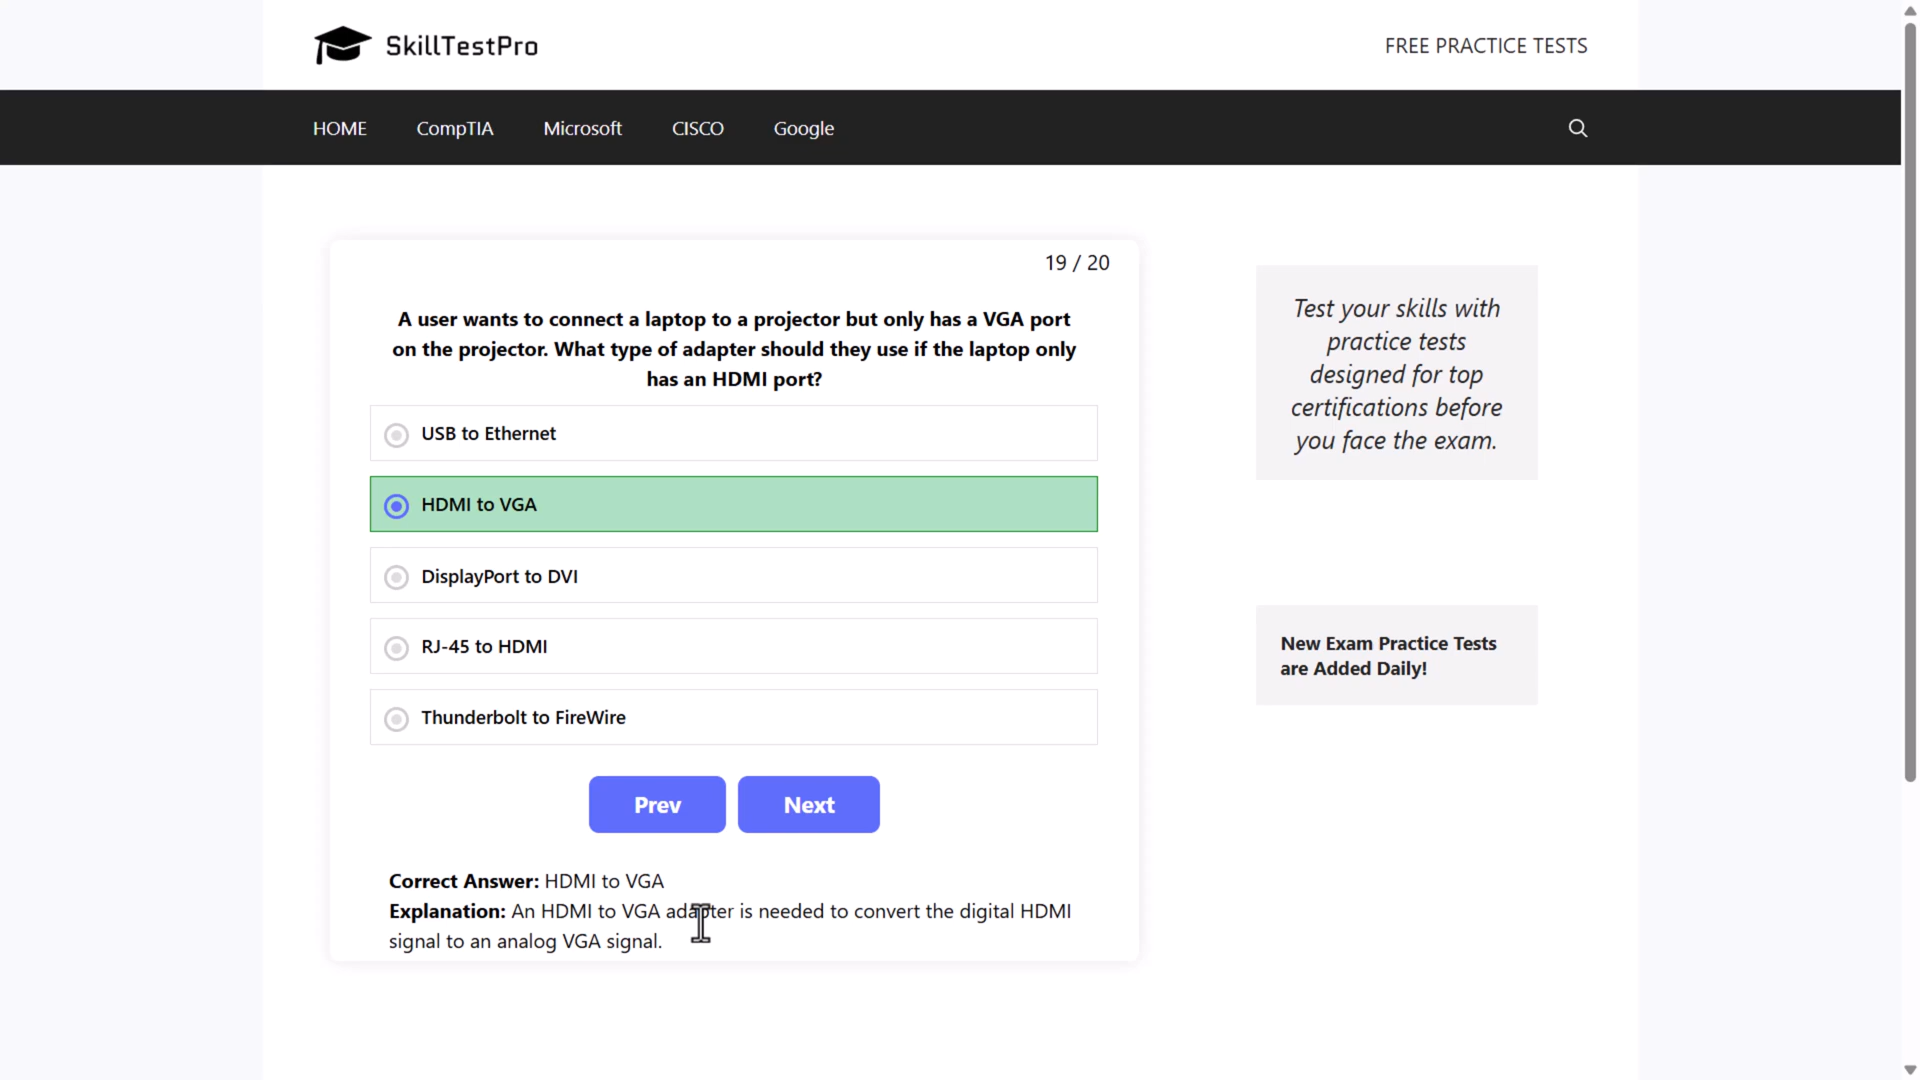 SkillTestPro
FREE PRACTICE TESTS
HOME
CompTIA
Microsoft
CISCO
Google
19 / 20
A user wants to connect a laptop to a projector but only has a VGA port
on the projector. What type of adapter should they use if the laptop only
has an HDMI port?
USB to Ethernet
HDMI to VGA
DisplayPort to DVI
RJ-45 to HDMI
Thunderbolt to FireWire
Prev
Next
Correct Answer: HDMI to VGA
Explanation: An HDMI to VGA adapter is needed to convert the digital HDMI
signal to an analog VGA signal.
Test your skills with
practice tests
designed for top
certifications before
you face the exam.
New Exam Practice Tests
are Added Daily!